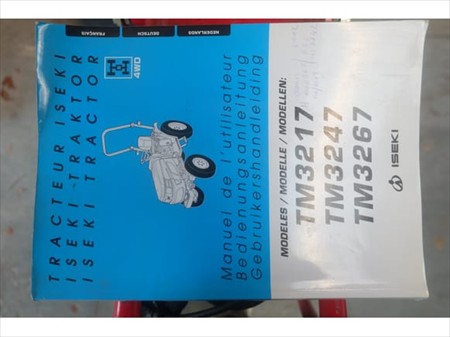 FRANÇAIS
DEUTSCH
NEDERLANDS
TRACTEUR ISEKI
ISEKI TRAKTOR
ISEKI TRACTOR
4WD
Manuel de l'utilisateur
Bedienungsanleitung
Gebruikershandleiding
MODELES / MODELLE / MODELLEN:
TM3217
TM3247
TM3267
ISEKI